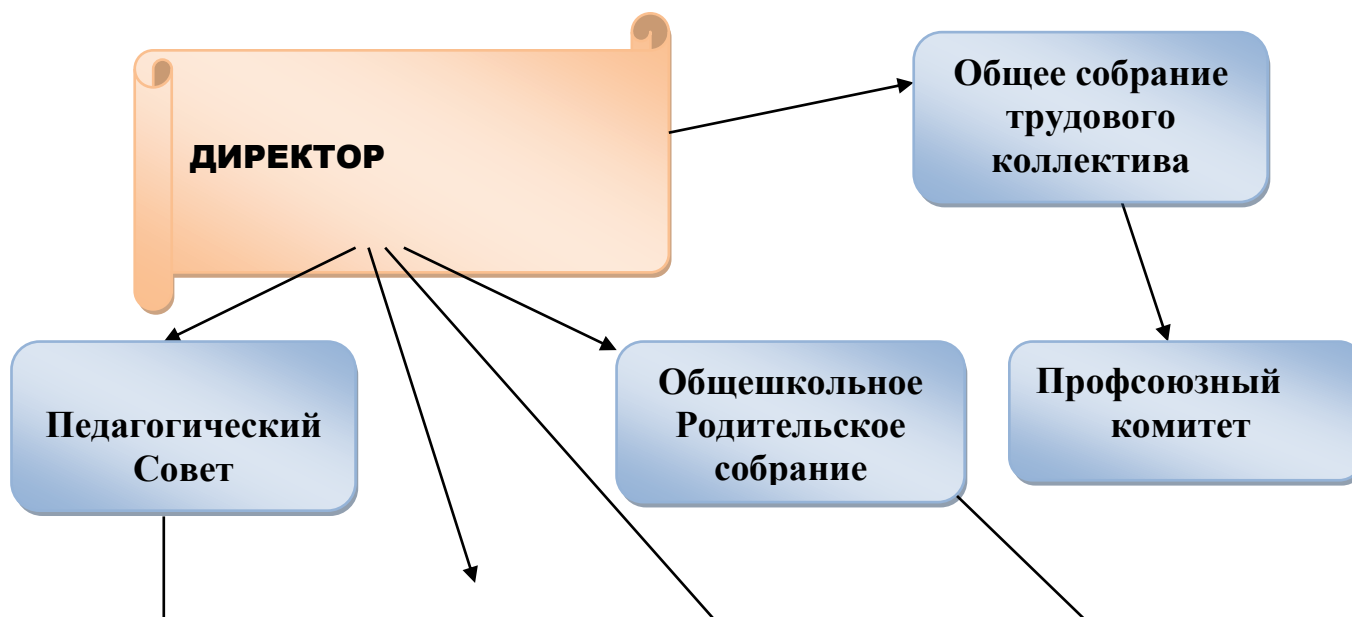 Общее собрание
трудового
коллектива
ДИРЕКТОР
Педагогический
Совет
Общешкольное
Родительское
собрание
Профсоюзный
комитет